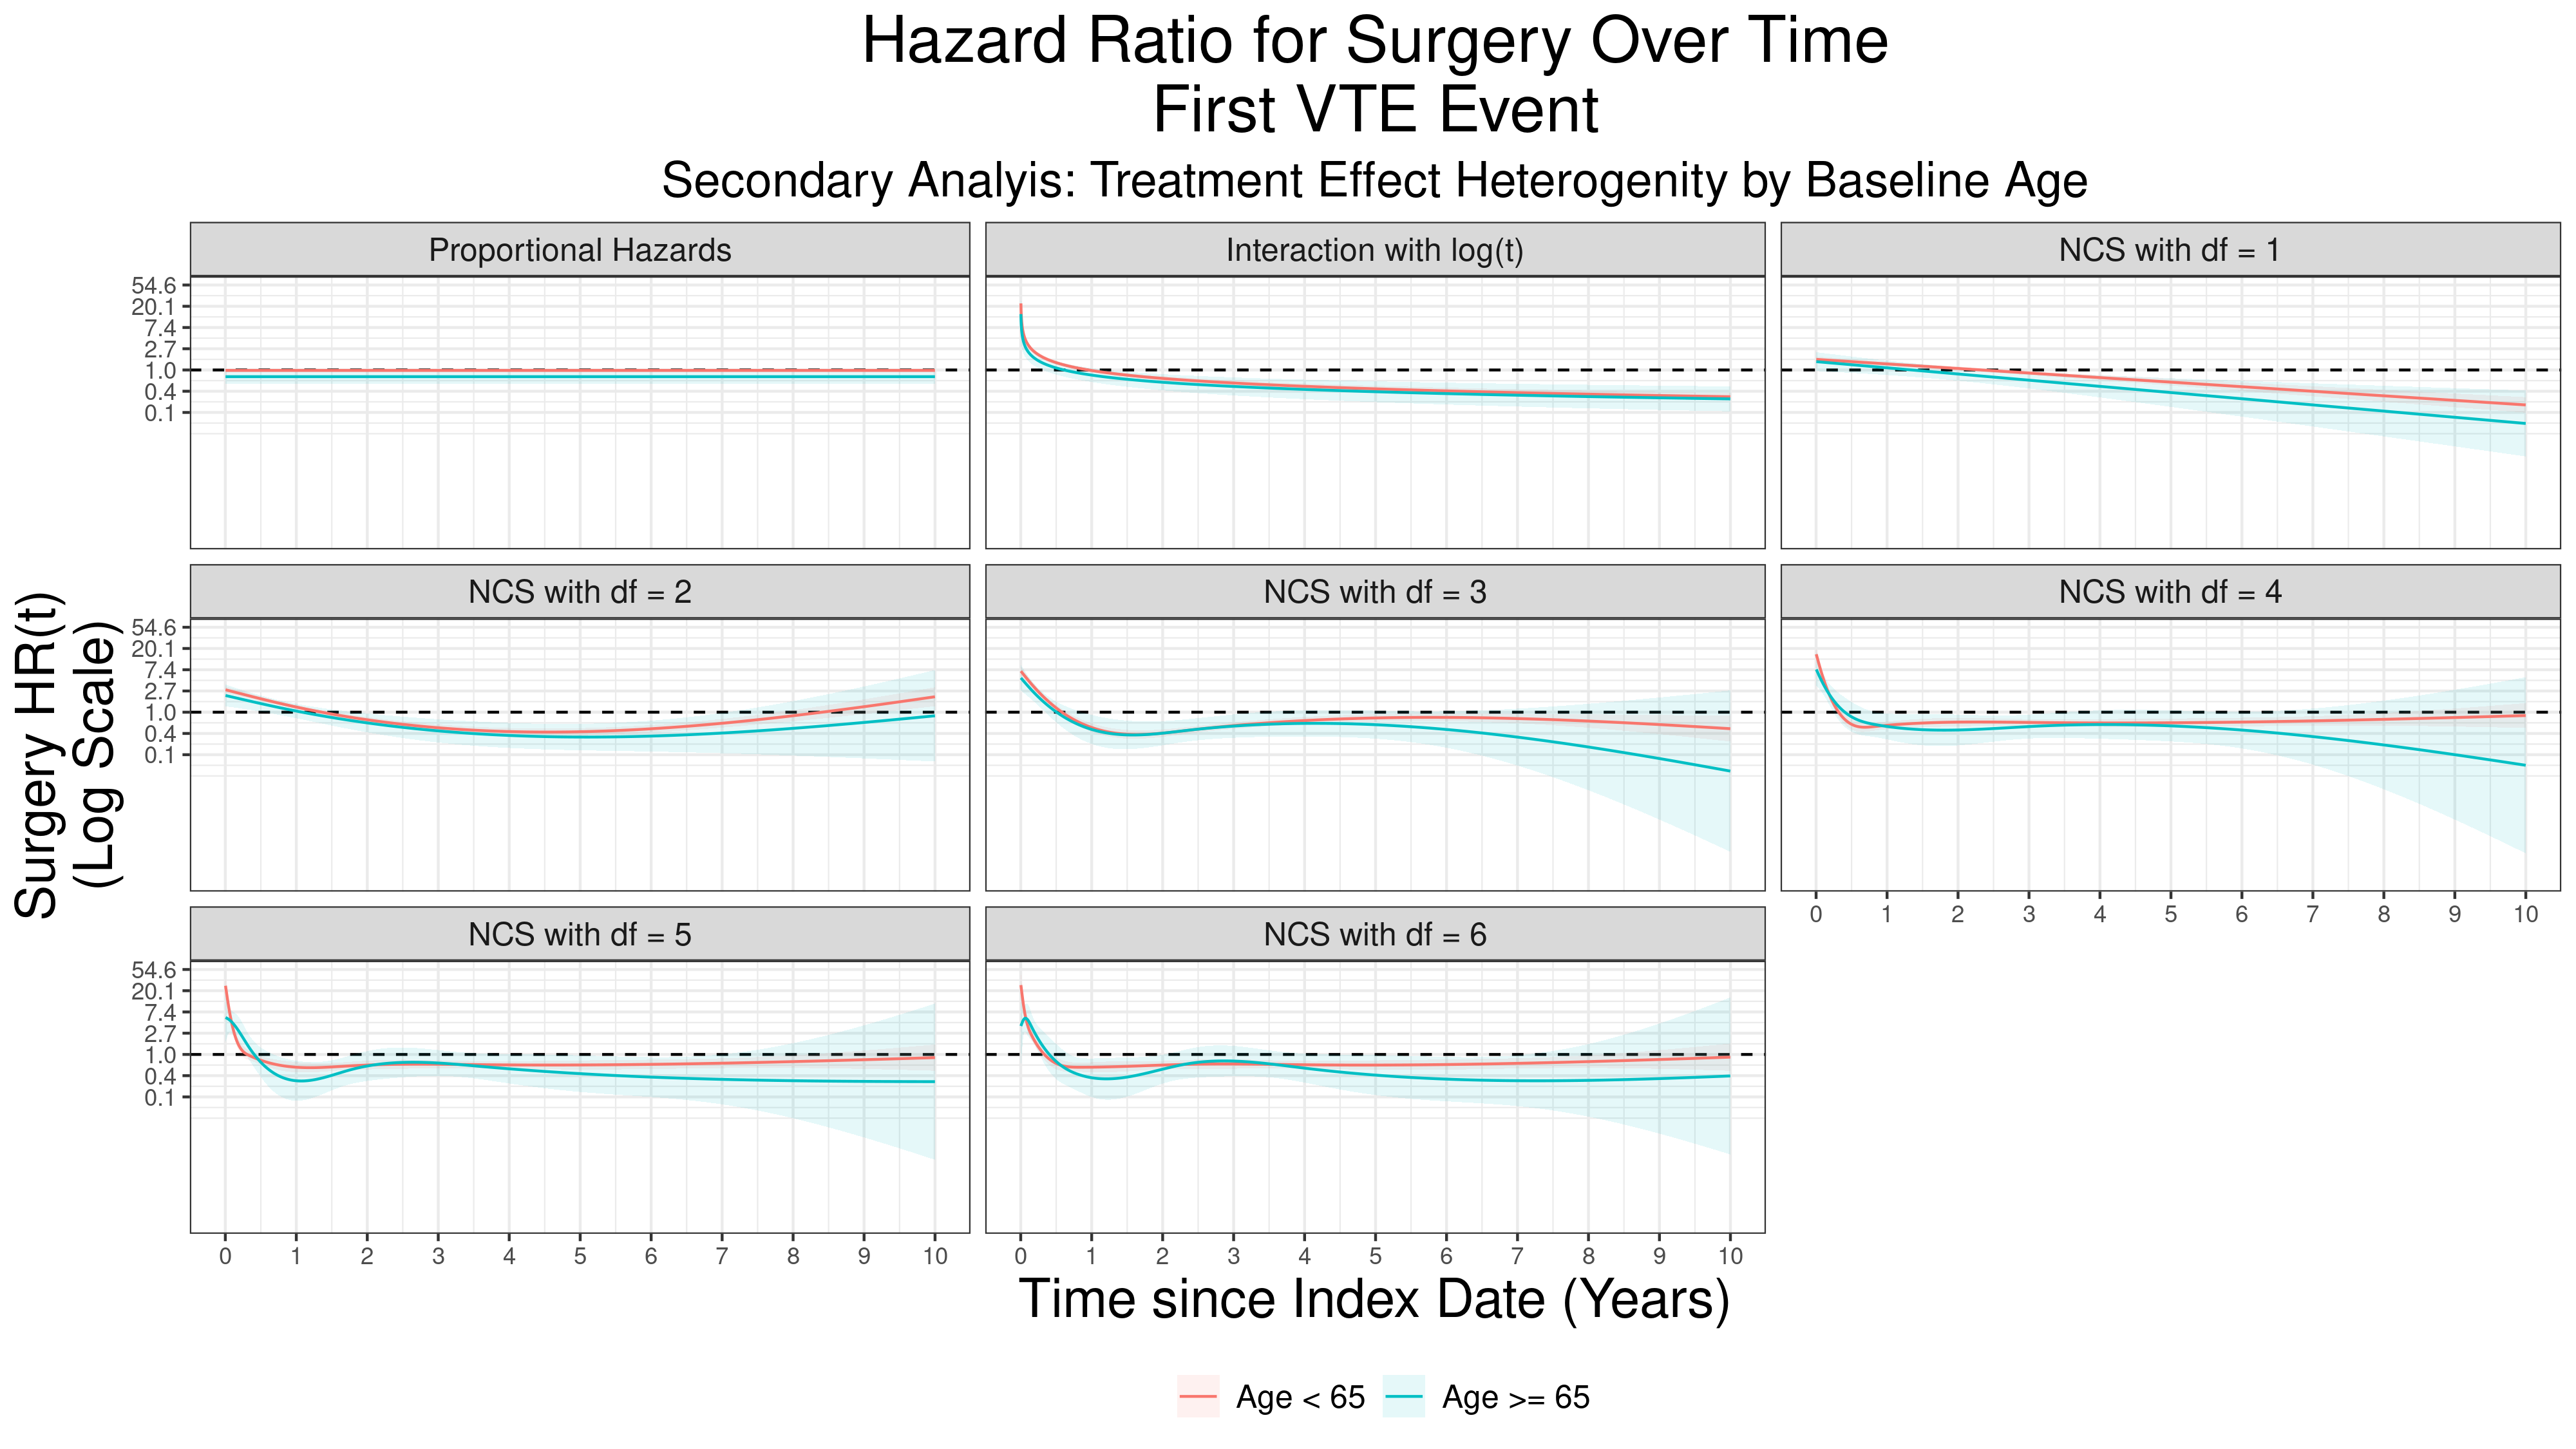 Hazard Ratio for Surgery Over Time
First VTE Event
Secondary Analyis: Treatment Effect Heterogenity by Baseline Age
Surgery HR(t)
(Log Scale)
Proportional Hazards
Interaction with log(t)
NCS with df = 1
54.6
20.1
7.4
2.7
1.0
0.4
0.1
NCS with df = 2
NCS with df = 3
NCS with df = 4
54.6
20.1
7.4
2.7
1.0
0.4
0.1
0 1 2 3 4 5 6 7 8 9 10
NCS with df = 5
NCS with df = 6
54.6
20.1
7.4
2.7
1.0
0.4
0.1
0 1 2 3 4 5 6 7 8 9 10
0 1 2 3 4 5 6 7 8 9 10
Time since Index Date (Years)
Age < 65
Age >= 65